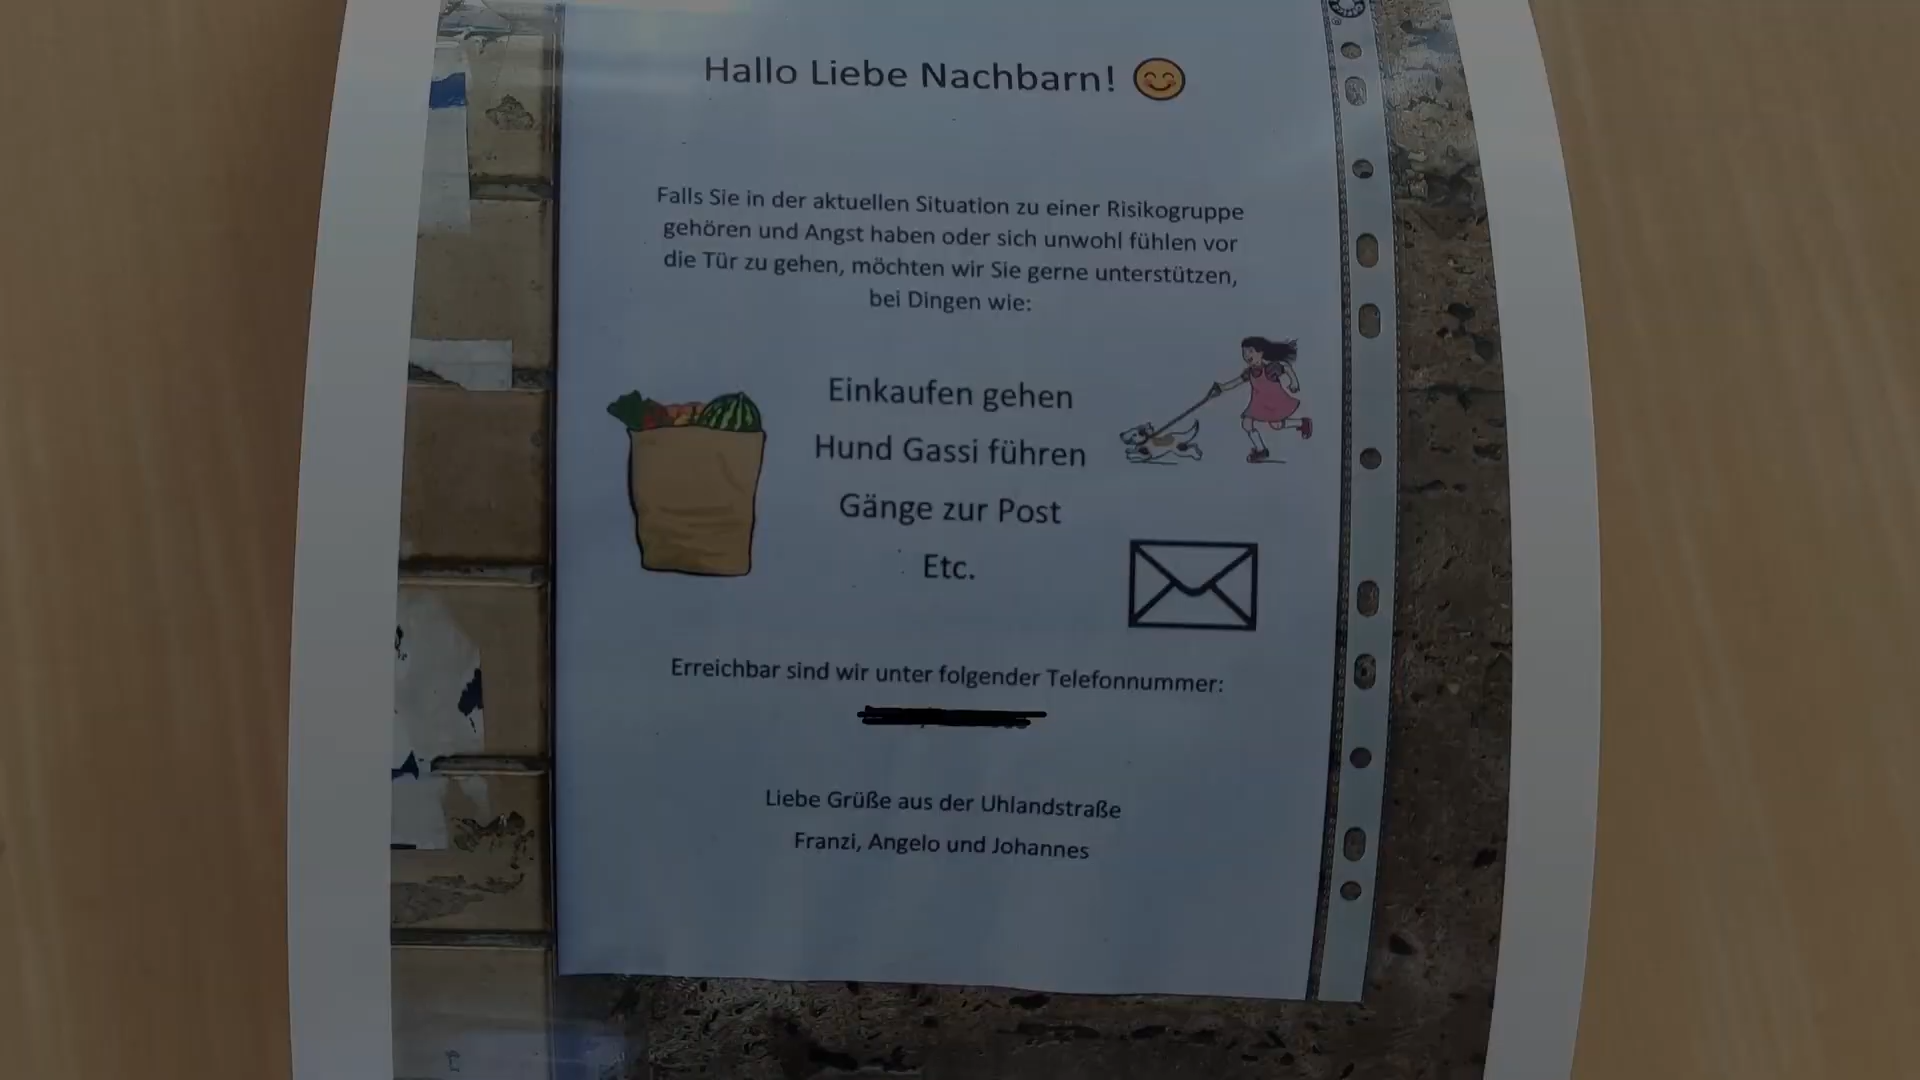 Hallo Liebe Nachbarn! 😊
Falls Sie in der aktuellen Situation zu einer Risikogruppe
gehören und Angst haben oder sich unwohl fühlen vor
die Tür zu gehen, möchten wir Sie gerne unterstützen,
bei Dingen wie:
Einkaufen gehen
Hund Gassi führen
Gänge zur Post
Etc.
Erreichbar sind wir unter folgender Telefonnummer:
Liebe Grüße aus der Uhlandstraße
Franzi, Angelo und Johannes